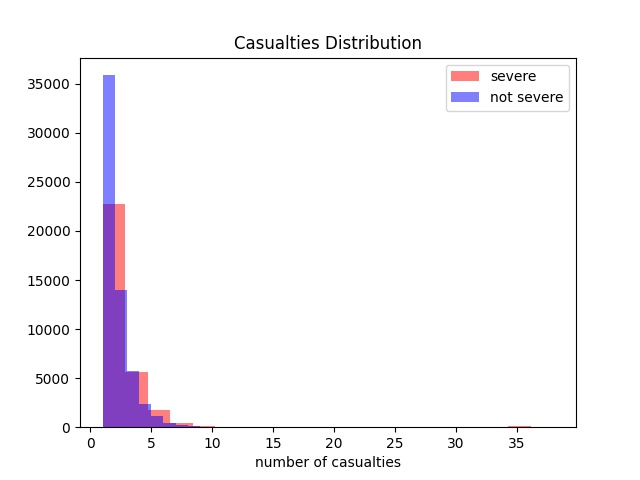 Casualties Distribution
severe
not severe
35000
30000
25000
20000
15000
10000
5000
0
0 5 10 15 20 25 30 35
number of casualties